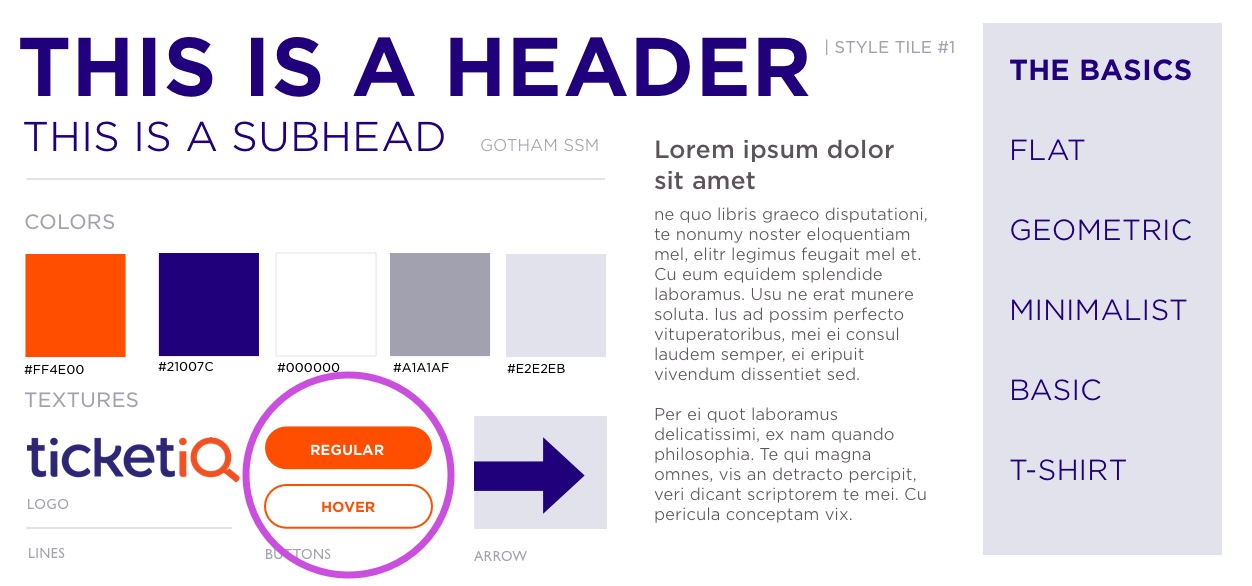 THIS IS A HEADER
| STYLE TILE #1
THIS IS A SUBHEAD
GOTHAM SSM
COLORS
#FF4E00
#21007C
#000000
#A1A1AF
#E2E2EB
TEXTURES
ticketiQ
LOGO
LINES
REGULAR
HOVER
BUTTONS
ARROW
Lorem ipsum dolor
sit amet
ne quo libris graeco disputationi,
te nonumy noster eloquentiam
mel, elitr legimus feugait mel et.
Cu eum equidem splendide
laboramus. Usu ne erat munere
soluta. Ius ad possim perfecto
vituperatoribus, mei ei consul
laudem semper, ei eripuit
vivendum dissentiet sed.
Per ei quot laboramus
delicatissimi, ex nam quando
philosophia. Te qui magna
omnes, vis an detracto percipit,
veri dicant scriptorem te mei. Cu
pericula conceptam vix.
THE BASICS
FLAT
GEOMETRIC
MINIMALIST
BASIC
T-SHIRT